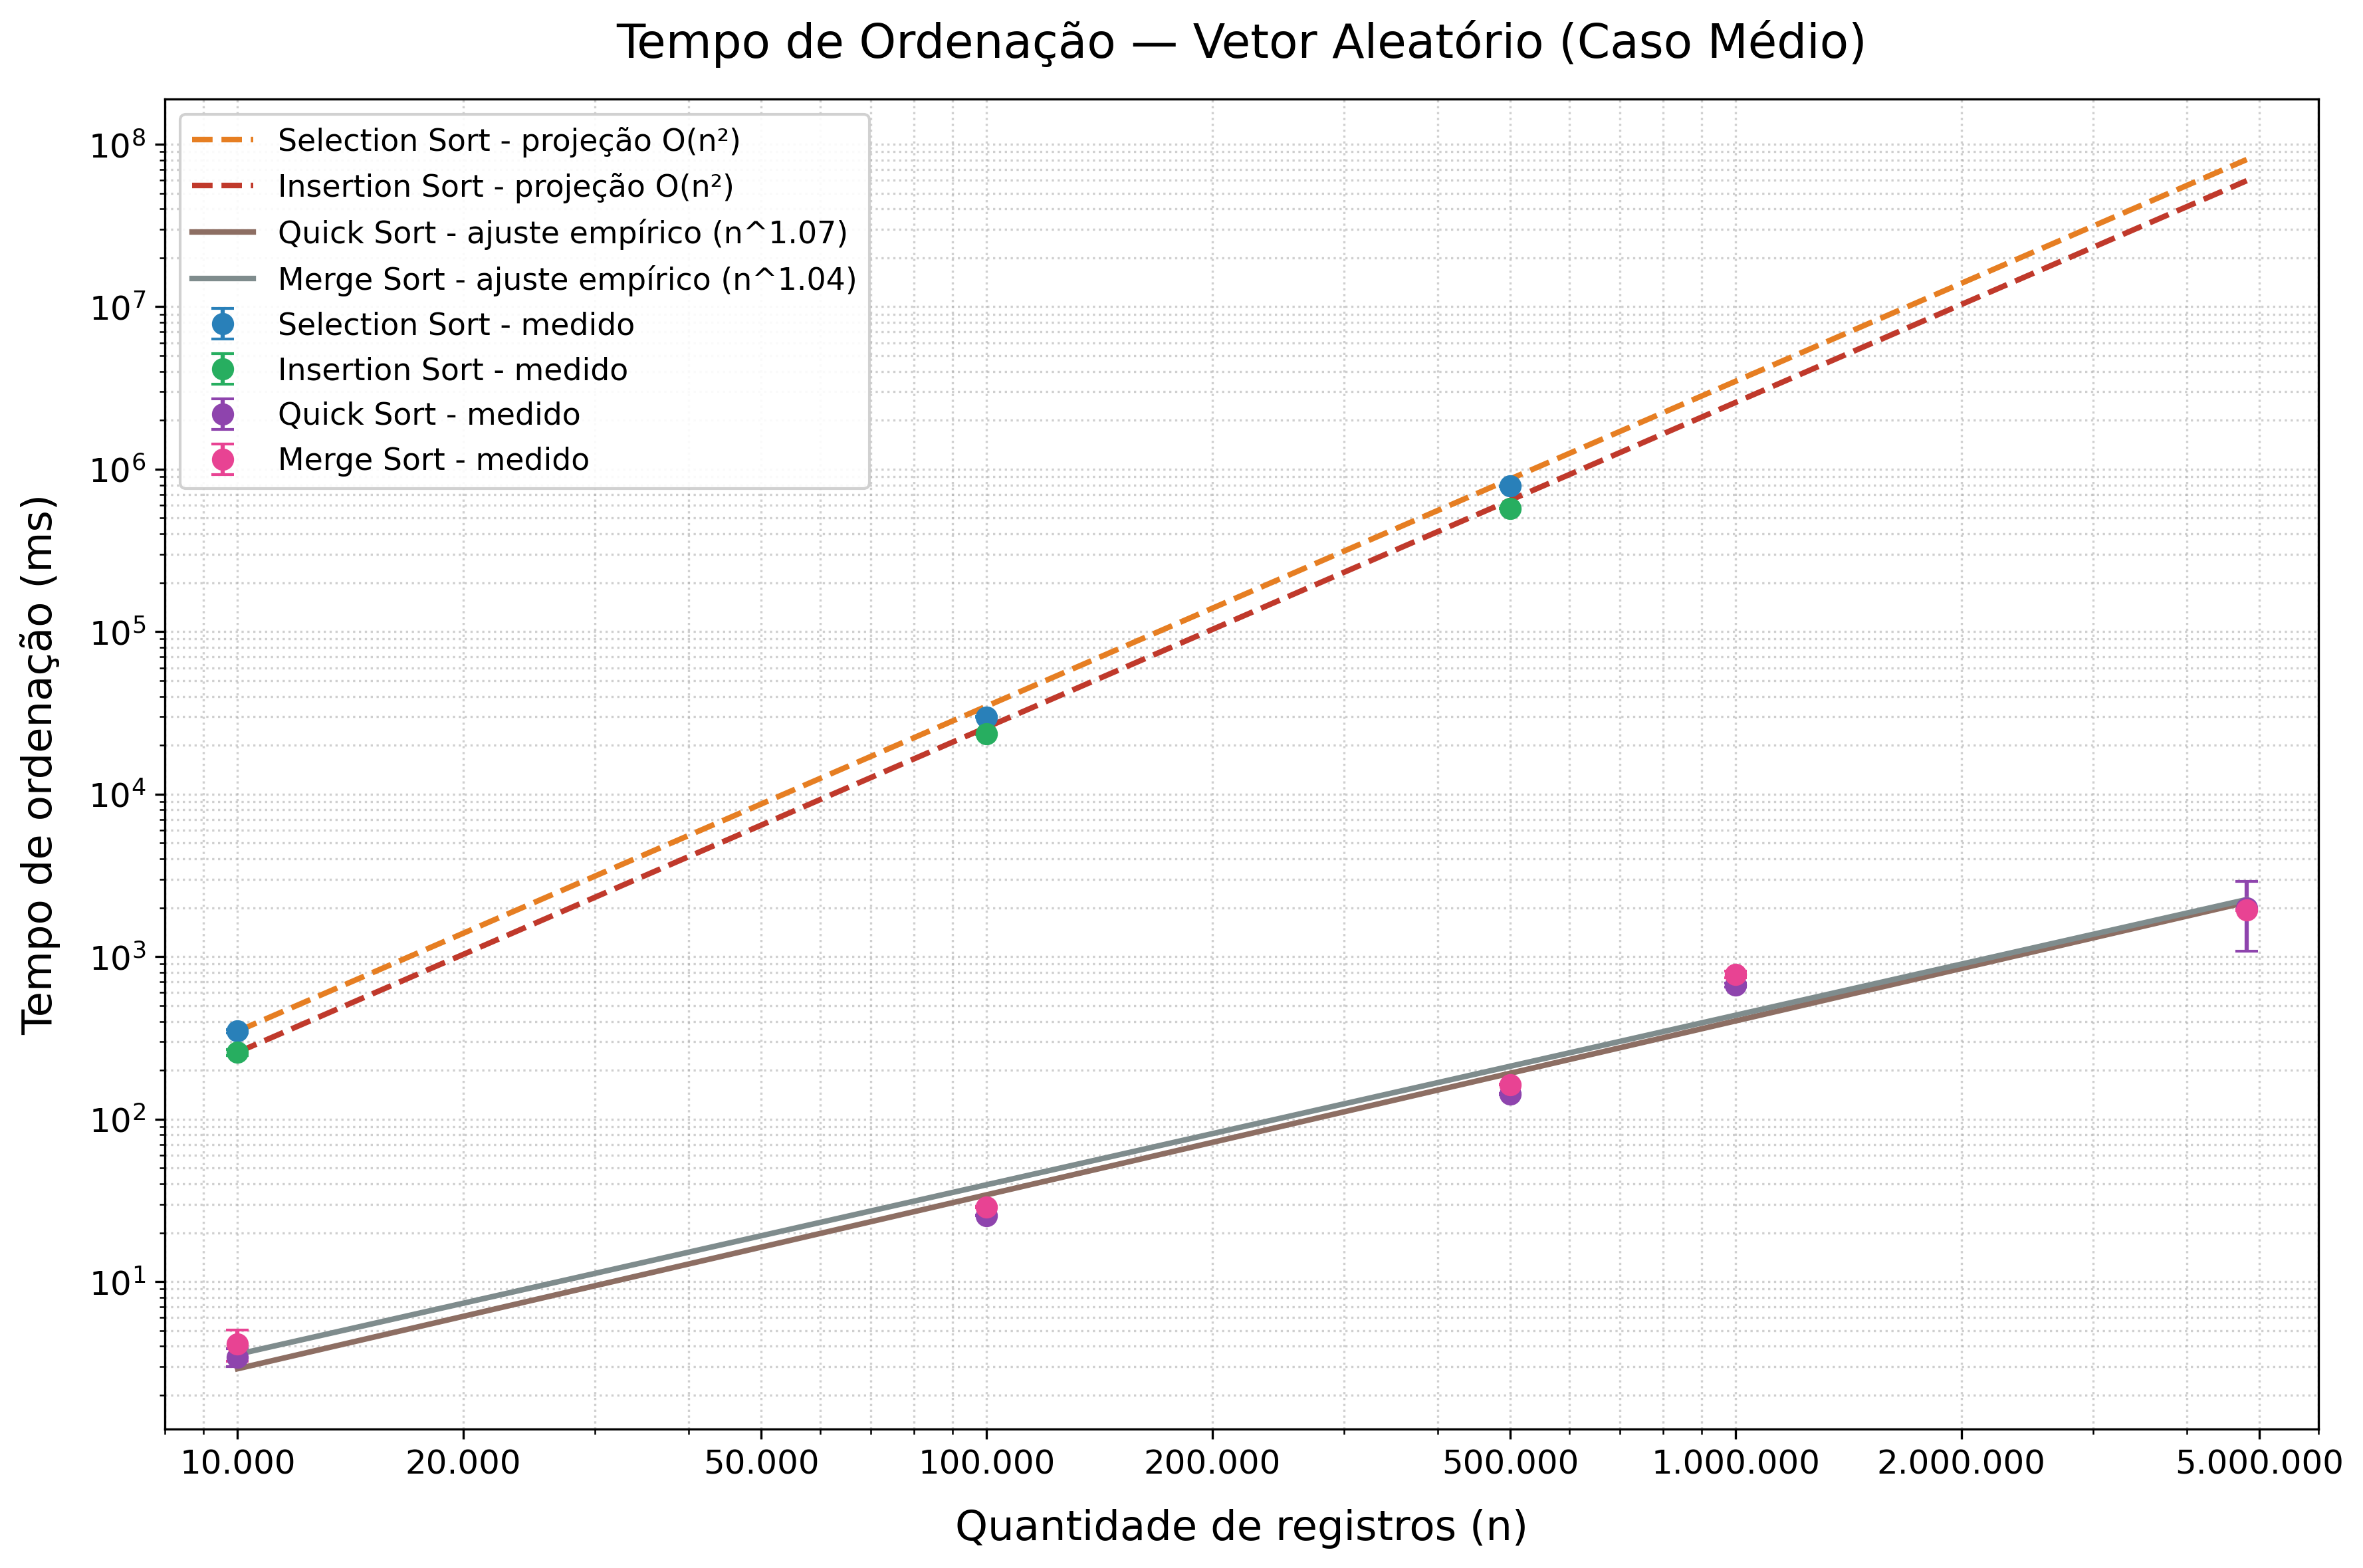 Tempo de Ordenação — Vetor Aleatório (Caso Médio)
Selection Sort - projeção O(n²)
Insertion Sort - projeção O(n²)
Quick Sort - ajuste empírico (n^1.07)
Merge Sort - ajuste empírico (n^1.04)
Selection Sort - medido
Insertion Sort - medido
Quick Sort - medido
Merge Sort - medido
Tempo de ordenação (ms)
10⁸
10⁷
10⁶
10⁵
10⁴
10³
10²
10¹
10.000 20.000 50.000 100.000 200.000 500.000 1.000.000 2.000.000 5.000.000
Quantidade de registros (n)